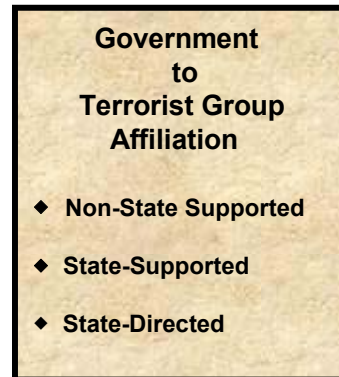 Government
to
Terrorist Group
Affiliation
◆ Non-State Supported
◆ State-Supported
◆ State-Directed